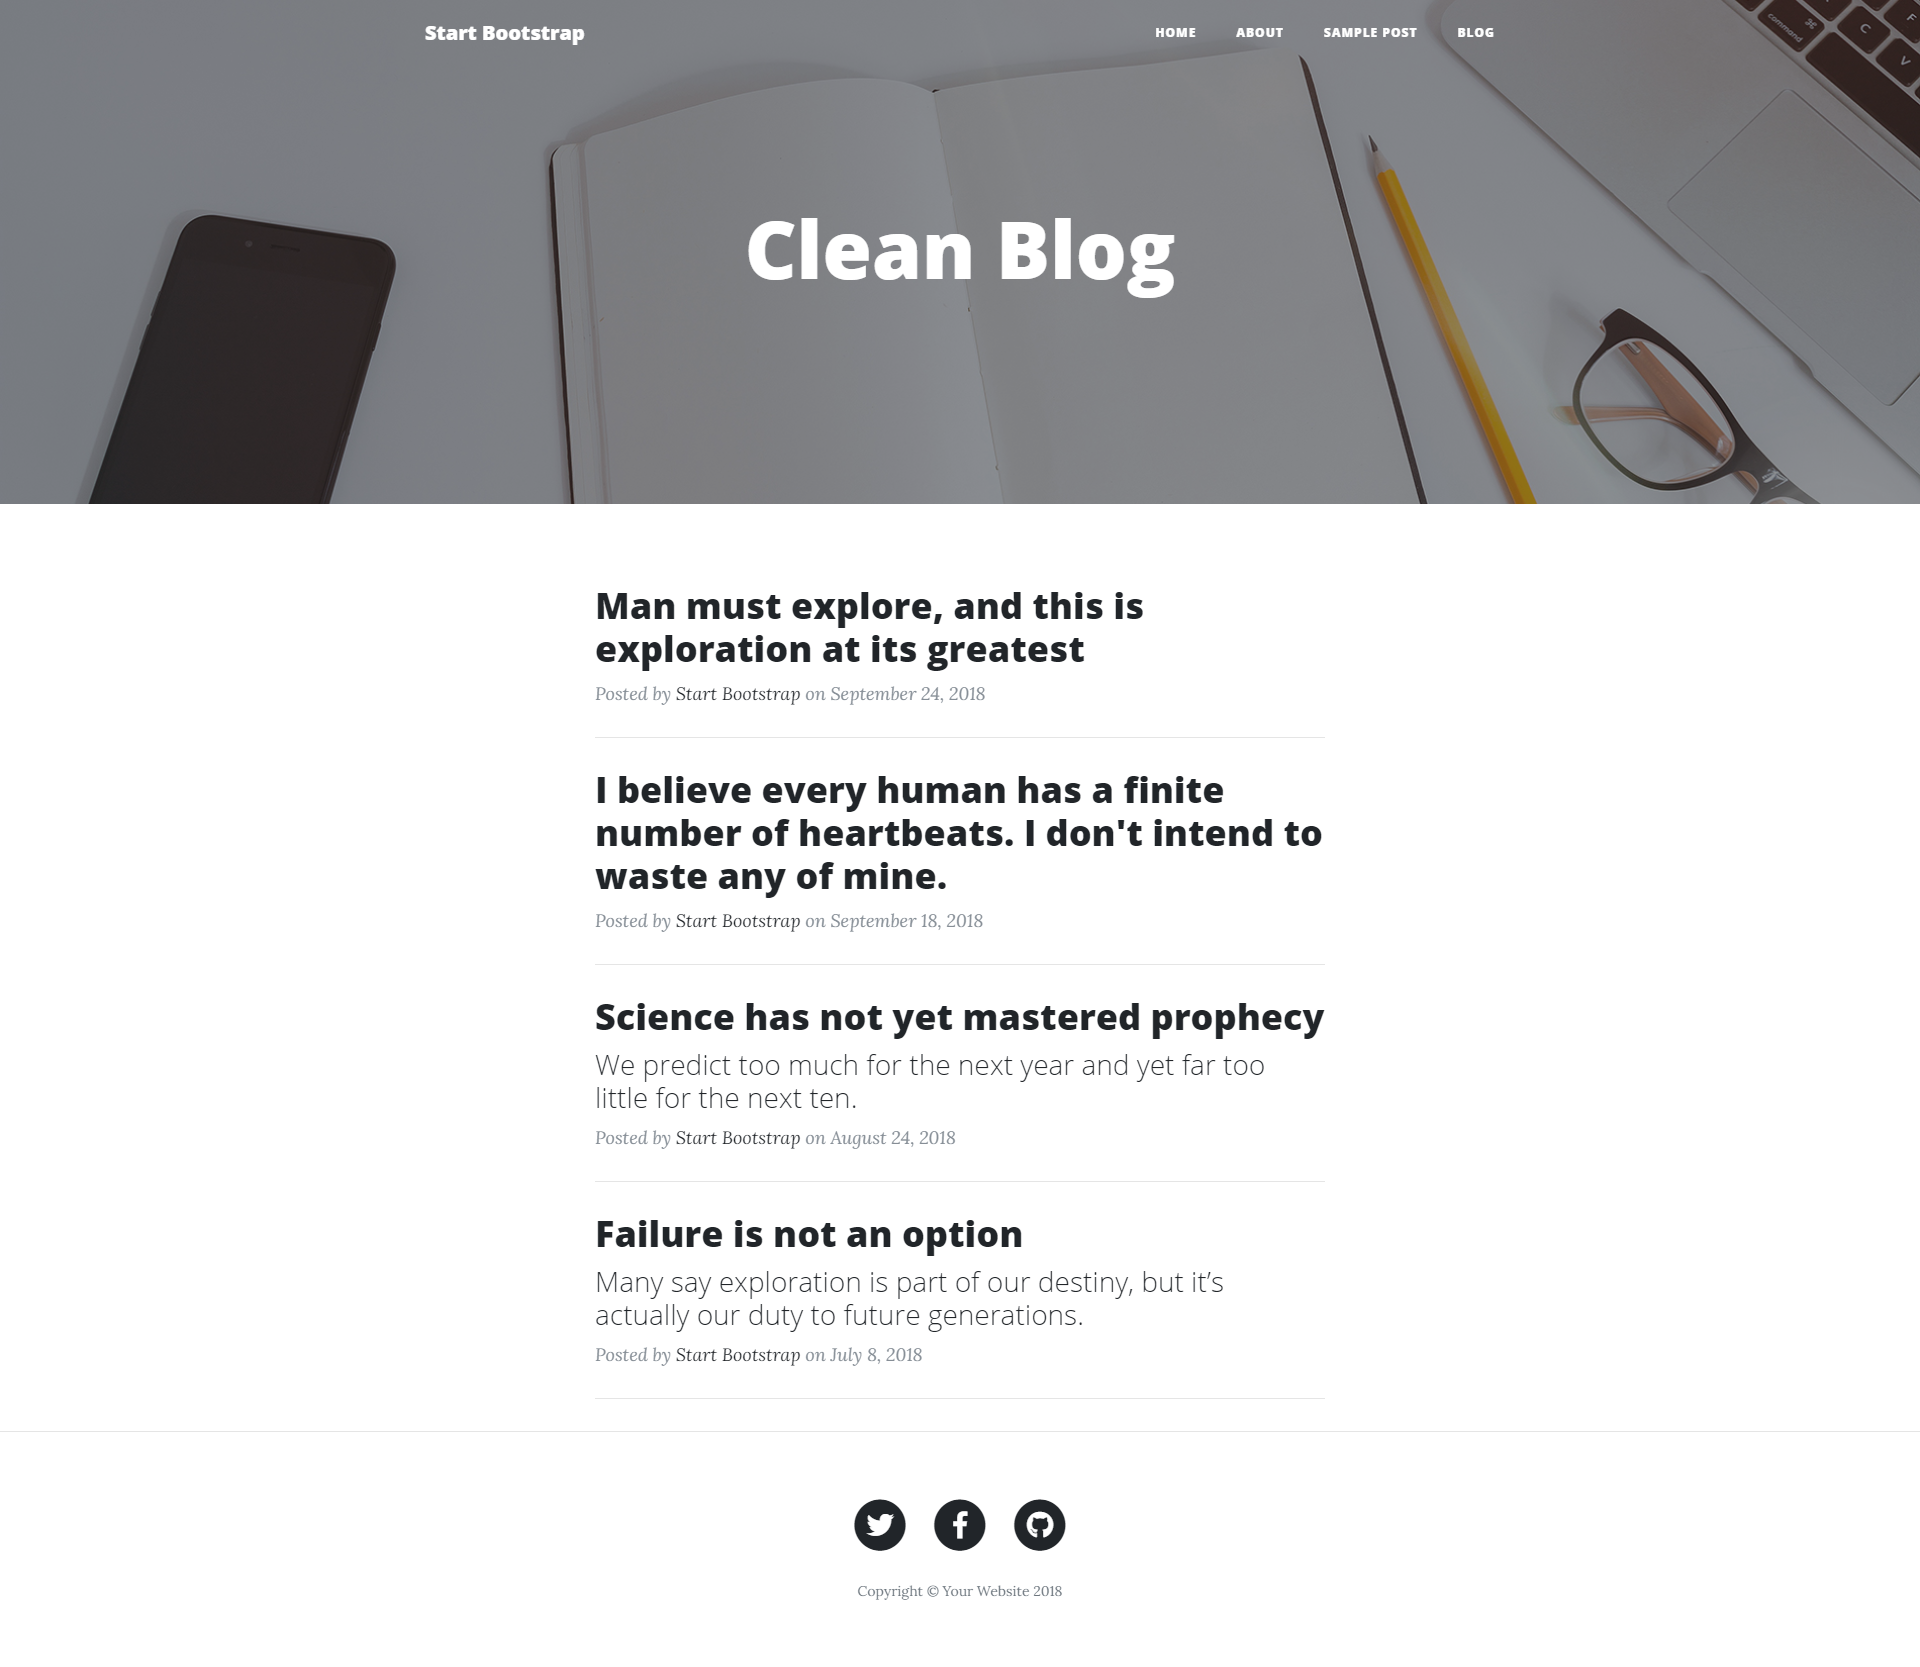 Start Bootstrap
HOME ABOUT SAMPLE POST BLOG
command ⌘ C V F
Clean Blog
Man must explore, and this is
exploration at its greatest
Posted by Start Bootstrap on September 24, 2018
I believe every human has a finite
number of heartbeats. I don't intend to
waste any of mine.
Posted by Start Bootstrap on September 18, 2018
Science has not yet mastered prophecy
We predict too much for the next year and yet far too
little for the next ten.
Posted by Start Bootstrap on August 24, 2018
Failure is not an option
Many say exploration is part of our destiny, but it’s
actually our duty to future generations.
Posted by Start Bootstrap on July 8, 2018
Copyright © Your Website 2018